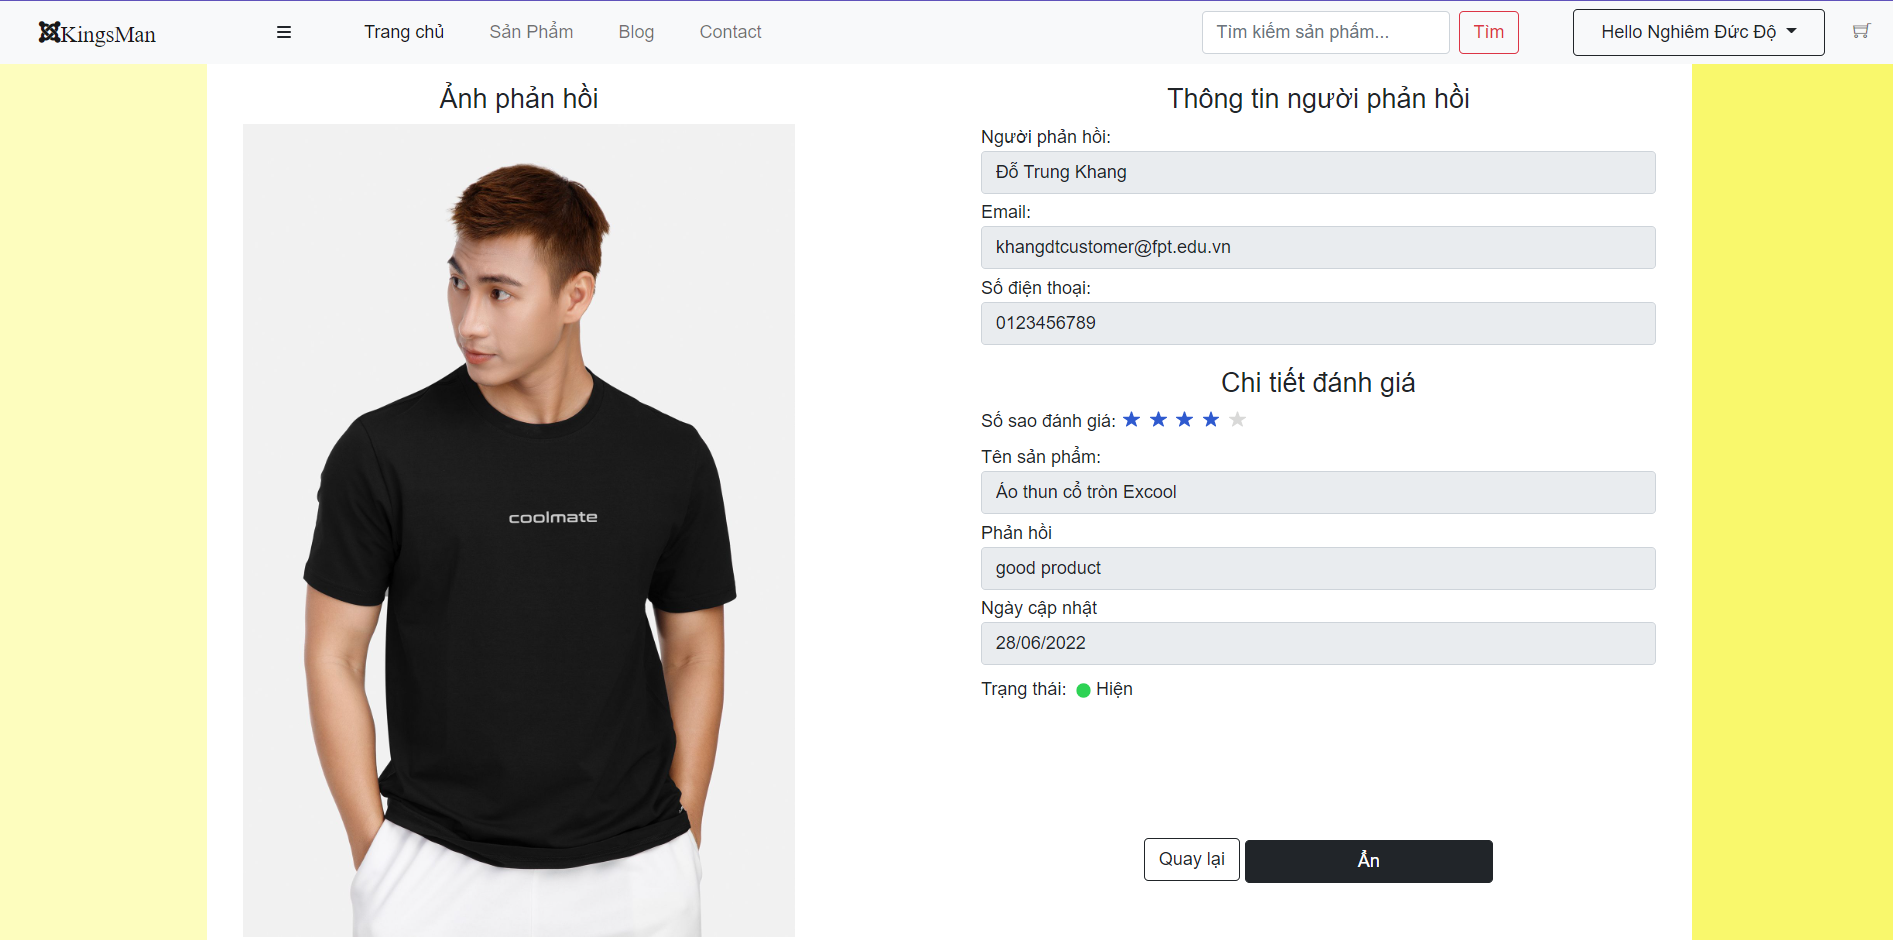 KingsMan
Trang chủ
Sản Phẩm
Blog
Contact
Tìm kiếm sản phẩm...
Tìm
Hello Nghiêm Đức Độ
Ảnh phản hồi
coolmate
Thông tin người phản hồi
Người phản hồi:
Đỗ Trung Khang
Email:
khangdtcustomer@fpt.edu.vn
Số điện thoại:
0123456789
Chi tiết đánh giá
Số sao đánh giá:
Tên sản phẩm:
Áo thun cổ tròn Excool
Phản hồi
good product
Ngày cập nhật
28/06/2022
Trạng thái: Hiện
Quay lại
Ẩn